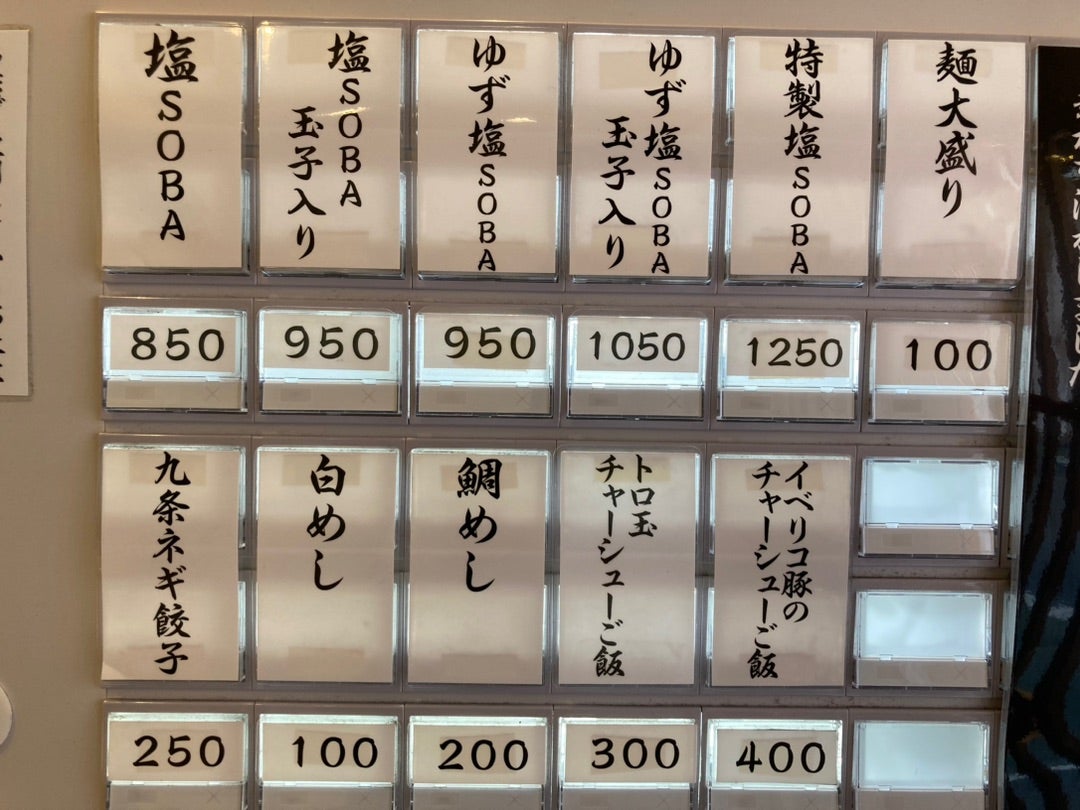 塩SOBA
塩SOBA
玉子入り
ゆず塩SOBA
ゆず塩SOBA
玉子入り
特製塩SOBA
麺大盛り
850
950
950
1050
1250
100
九条ネギ餃子
白めし
鯛めし
トロ玉
チャーシューご飯
イベリコ豚の
チャーシューご飯
250
100
200
300
400